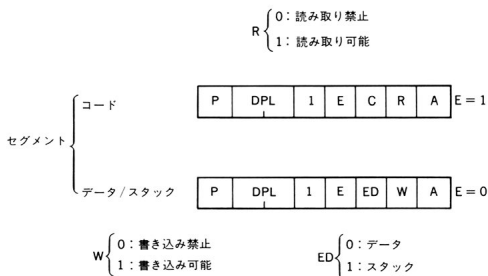 R 0：読み取り禁止
1：読み取り可能
セグメント
コード P DPL 1 E C R A E＝1
データ/スタック P DPL 1 E ED W A E＝0
W 0：書き込み禁止
1：書き込み可能
ED 0：データ
1：スタック